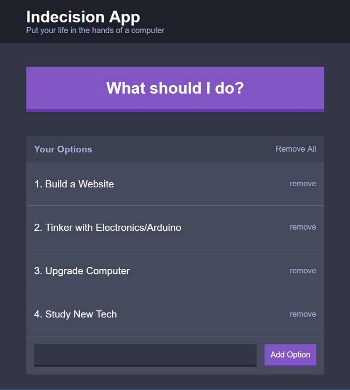 Indecision App
Put your life in the hands of a computer
What should I do?
Your Options Remove All
1. Build a Website remove
2. Tinker with Electronics/Arduino remove
3. Upgrade Computer remove
4. Study New Tech remove
Add Option